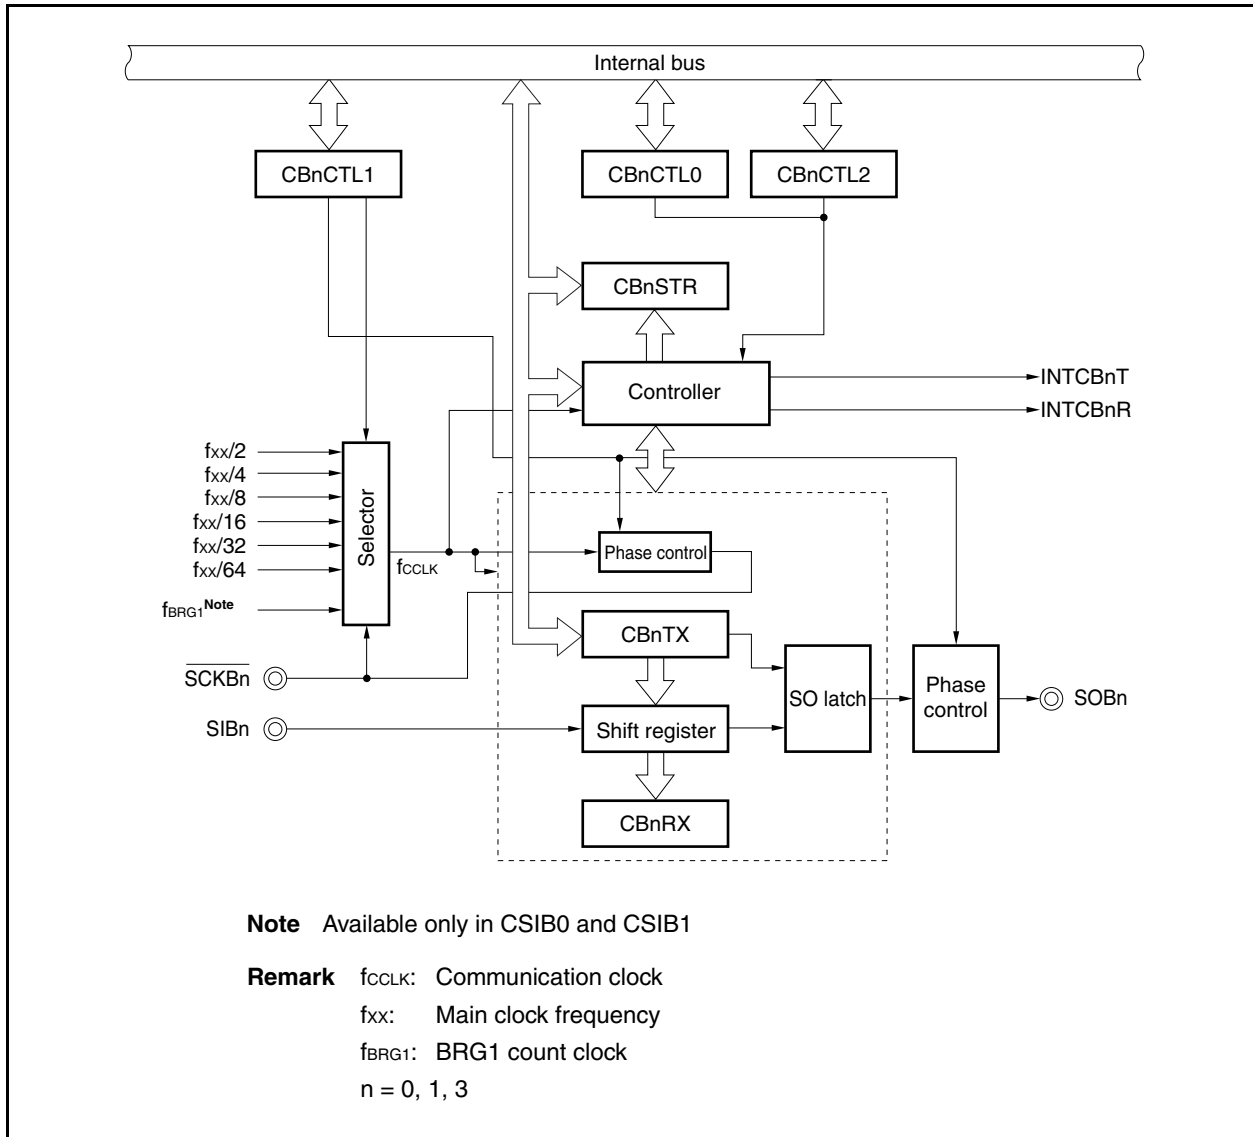 Internal bus
CBnCTL1
CBnCTL0
CBnCTL2
CBnSTR
Controller
INTCBnT
INTCBnR
fxx/2
fxx/4
fxx/8
fxx/16
fxx/32
fxx/64
fBRG1Note
Selector
fCCLK
Phase control
CBnTX
SCKBn
SO latch
Phase
control
SOBn
SIBn
Shift register
CBnRX
Note Available only in CSIB0 and CSIB1
Remark fCCLK: Communication clock
fxx: Main clock frequency
fBRG1: BRG1 count clock
n = 0, 1, 3